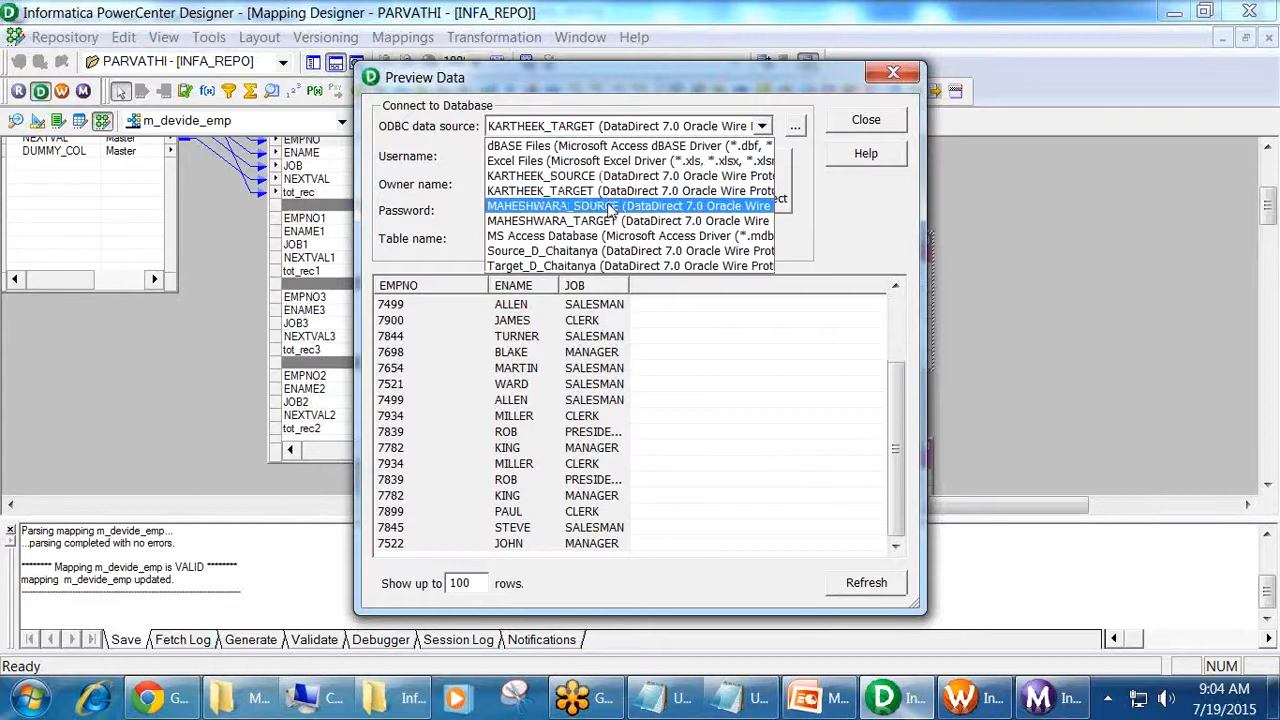 Informatica PowerCenter Designer - [Mapping Designer - PARVATHI - [INFA_REPO]]
Repository Edit View Tools Layout Versioning Mappings Transformation Window Help
PARVATHI - [INFA_REPO]
m_devide_emp
DUMMY_COL Master
EMPNO
ENAME
JOB
NEXTVAL
tot_rec
EMPNO1
ENAME1
JOB1
tot_rec1
EMPNO3
ENAME3
JOB3
NEXTVAL3
tot_rec3
EMPNO2
ENAME2
JOB2
NEXTVAL2
tot_rec2
Preview Data
Connect to Database
ODBC data source: KARTHEEK_TARGET (DataDirect 7.0 Oracle Wire ...
Username:
Owner name:
Password:
Table name:
dBASE Files (Microsoft Access dBASE Driver (*.dbf, *
Excel Files (Microsoft Excel Driver (*.xls, *.xlsx, *.xlsm
KARTHEEK_SOURCE (DataDirect 7.0 Oracle Wire Prot
KARTHEEK_TARGET (DataDirect 7.0 Oracle Wire Proto
MAHESHWARA_SOURCE (DataDirect 7.0 Oracle Wire
MAHESHWARA_TARGET (DataDirect 7.0 Oracle Wire
MS Access Database (Microsoft Access Driver (*.mdb
Source_D_Chaitanya (DataDirect 7.0 Oracle Wire Prot
Target_D_Chaitanya (DataDirect 7.0 Oracle Wire Prot
Close
Help
EMPNO ENAME JOB
7499 ALLEN SALESMAN
7900 JAMES CLERK
7844 TURNER SALESMAN
7698 BLAKE MANAGER
7654 MARTIN SALESMAN
7521 WARD SALESMAN
7499 ALLEN SALESMAN
7934 MILLER CLERK
7839 ROB PRESIDE...
7782 KING MANAGER
7934 MILLER CLERK
7839 ROB PRESIDE...
7782 KING MANAGER
7899 PAUL CLERK
7845 STEVE SALESMAN
7522 JOHN MANAGER
Show up to 100 rows.
Refresh
Parsing mapping m_devide_emp...
...parsing completed with no errors.
******** Mapping m_devide_emp is VALID ********
mapping m_devide_emp updated.
Save Fetch Log Generate Validate Debugger Session Log Notifications
Ready
NUM
G... M... C... Inf... G... U... U... M... In... In... In...
9:04 AM
7/19/2015